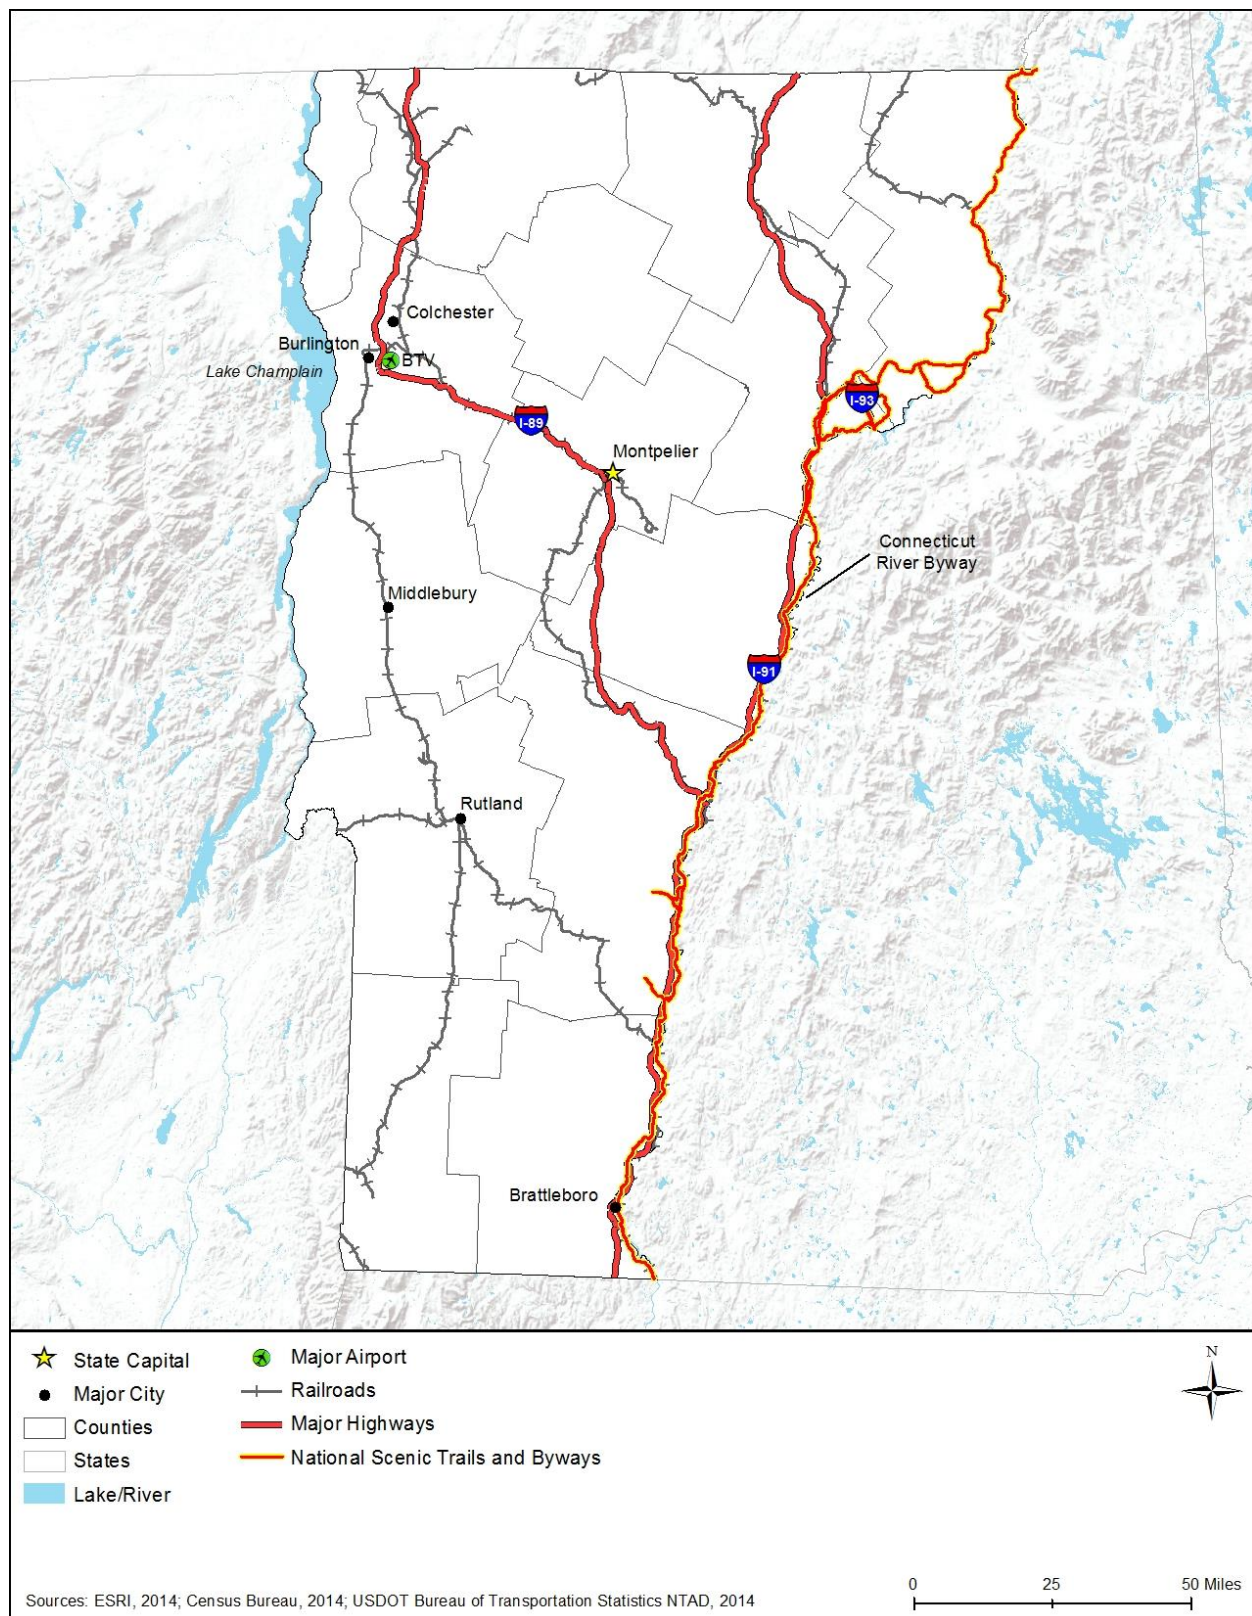 Colchester
Burlington
BTV
Lake Champlain
I-93
I-89
Montpelier
Connecticut
River Byway
Middlebury
I-91
Rutland
Brattleboro
State Capital
Major City
Counties
States
Lake/River
Major Airport
Railroads
Major Highways
National Scenic Trails and Byways
N
0 25 50 Miles
Sources: ESRI, 2014; Census Bureau, 2014; USDOT Bureau of Transportation Statistics NTAD, 2014